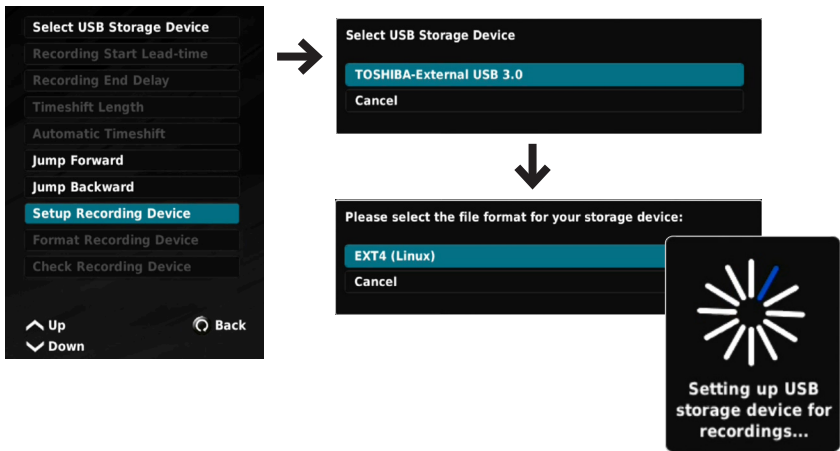 Select USB Storage Device
Recording Start Lead-time
Recording End Delay
Timeshift Length
Automatic Timeshift
Jump Forward
Jump Backward
Setup Recording Device
Format Recording Device
Check Recording Device
Up
Back
Down
Select USB Storage Device
TOSHIBA-External USB 3.0
Cancel
Please select the file format for your storage device:
EXT4 (Linux)
Cancel
Setting up USB
storage device for
recordings...